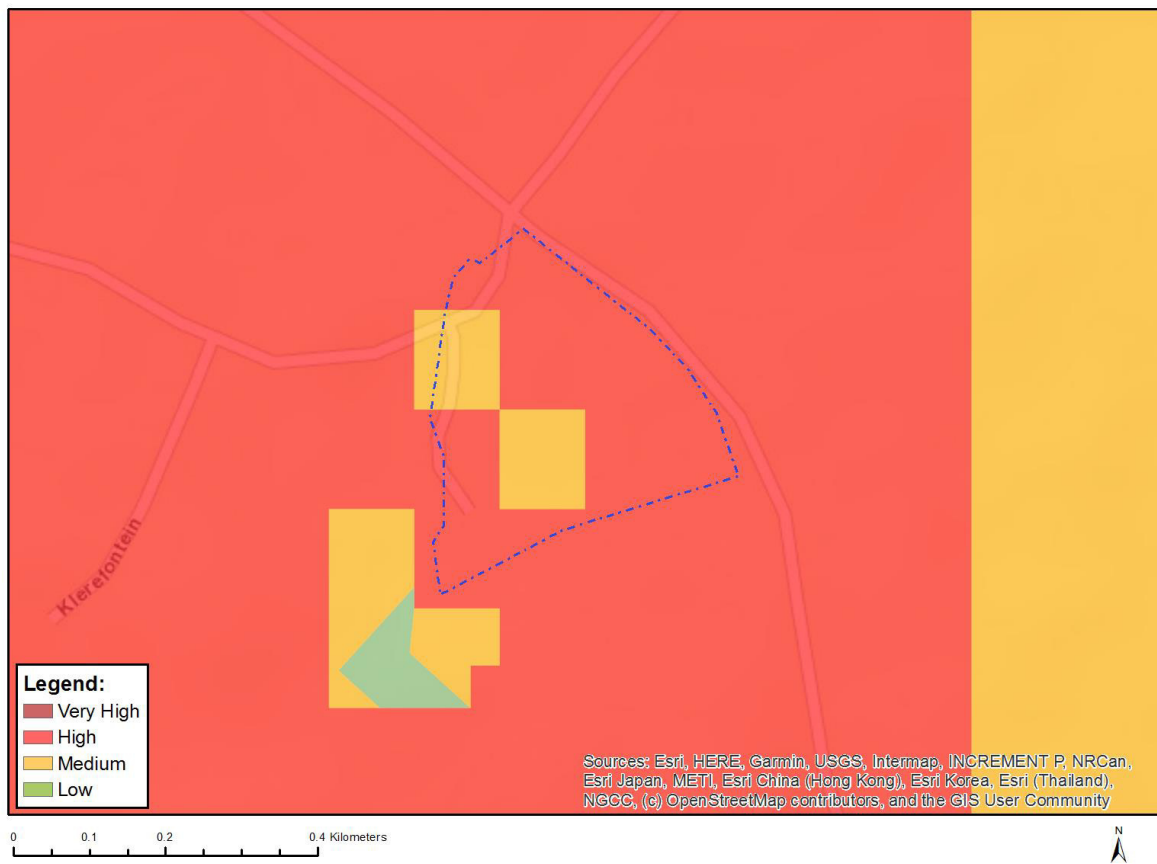 Klerefontein
Legend:
Very High
High
Medium
Low
Sources: Esri, HERE, Garmin, USGS, Intermap, INCREMENT P, NRCan,
Esri Japan, METI, Esri China (Hong Kong), Esri Korea, Esri (Thailand),
NGCC, (c) OpenStreetMap contributors, and the GIS User Community
0 0.1 0.2 0.4 Kilometers
N